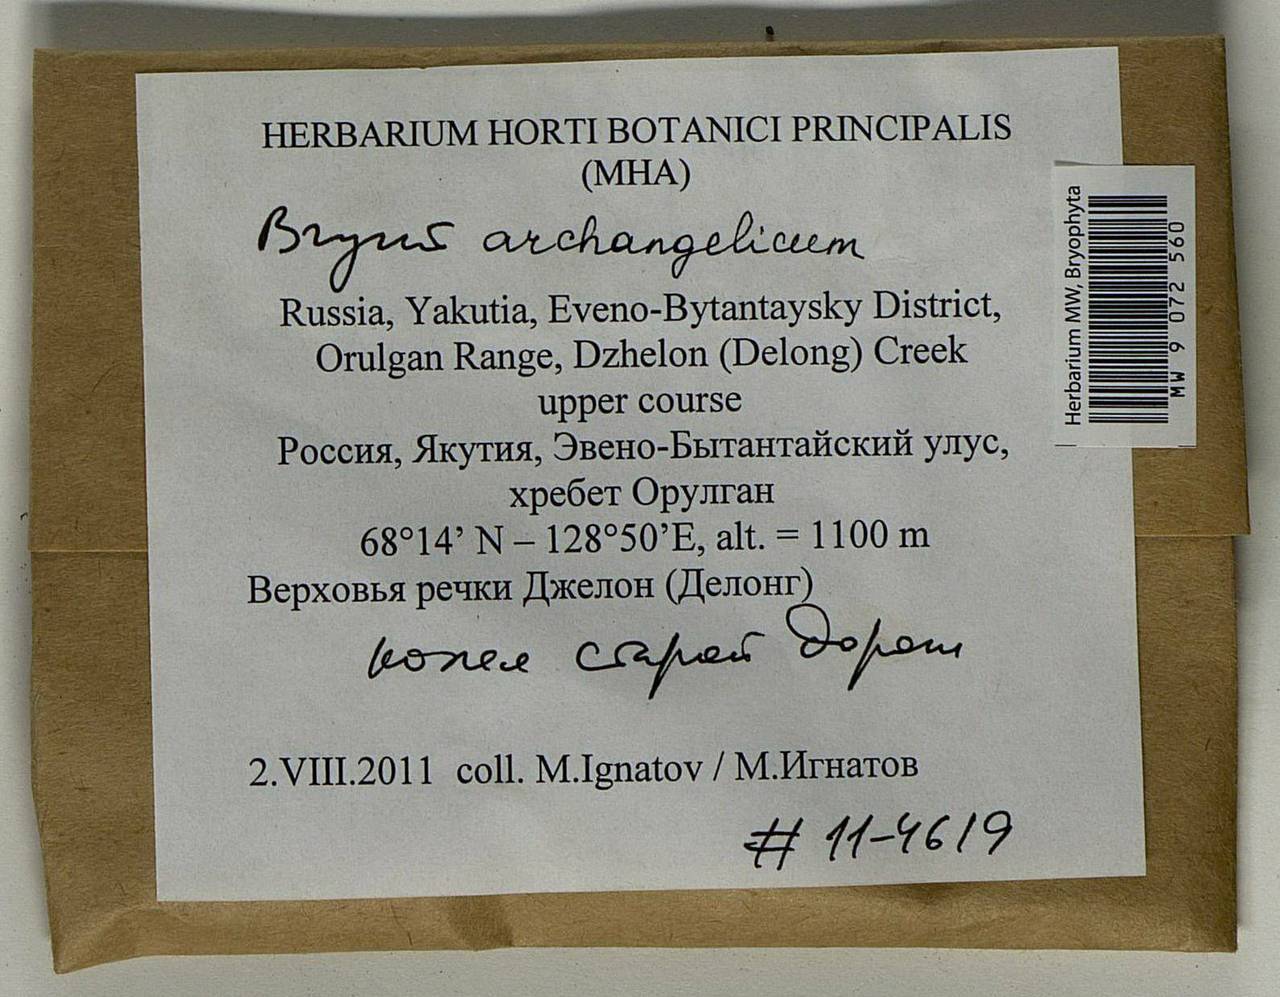 HERBARIUM HORTI BOTANICI PRINCIPALIS
(MHA)
Bryum archangelicum
Russia, Yakutia, Eveno-Bytantaysky District,
Orulgan Range, Dzhelon (Delong) Creek
upper course
Россия, Якутия, Эвено-Бытантайский улус,
хребет Орулган
68°14’ N – 128°50’E, alt. = 1100 m
Верховья речки Джелон (Делонг)
колея старой дороги
2.VIII.2011 coll. M.Ignatov / М.Игнатов
# 11-4619
Herbarium MW, Bryophyta
MW 9 072 560